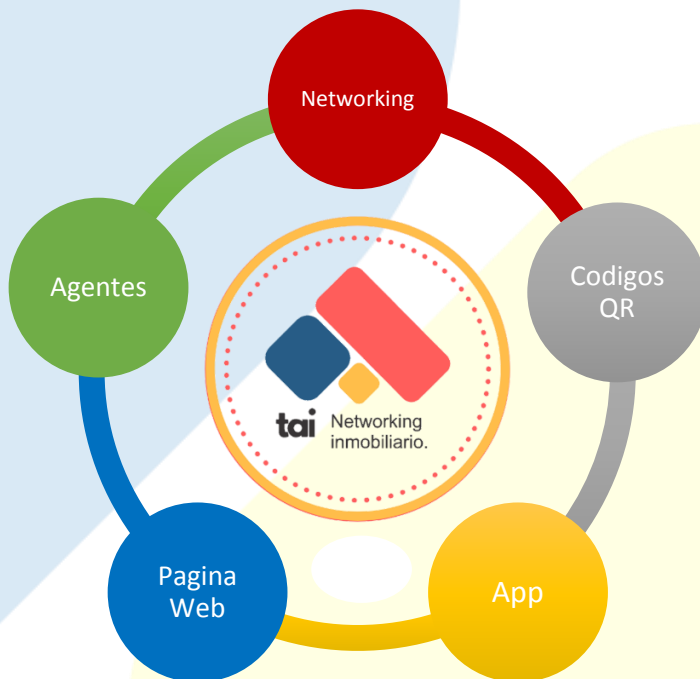 Networking
Agentes
Codigos
QR
tai Networking
inmobiliario.
Pagina
Web
App